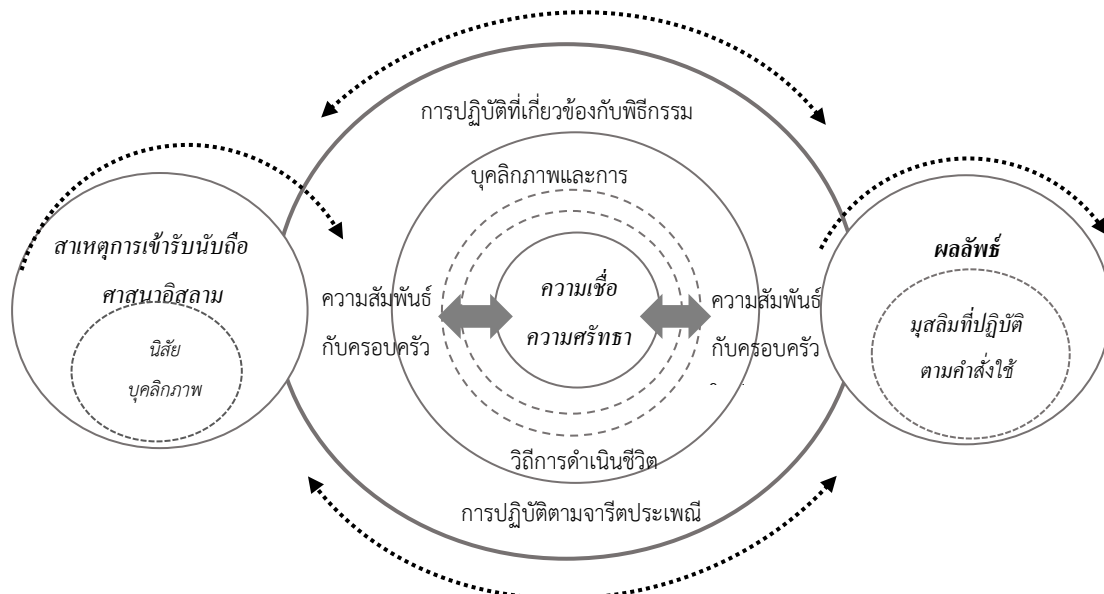 การปฏิบัติที่เกี่ยวข้องกับพิธีกรรม
บุคลิกภาพและการ
สาเหตุการเข้ารับนับถือ
ศาสนาอิสลาม
นิสัย
บุคลิกภาพ
ความสัมพันธ์
กับครอบครัว
ความเชื่อ
ความศรัทธา
ความสัมพันธ์
กับครอบครัว
ผลลัพธ์
มุสลิมที่ปฏิบัติ
ตามคำสั่งใช้
วิถีการดำเนินชีวิต
การปฏิบัติตามจารีตประเพณี